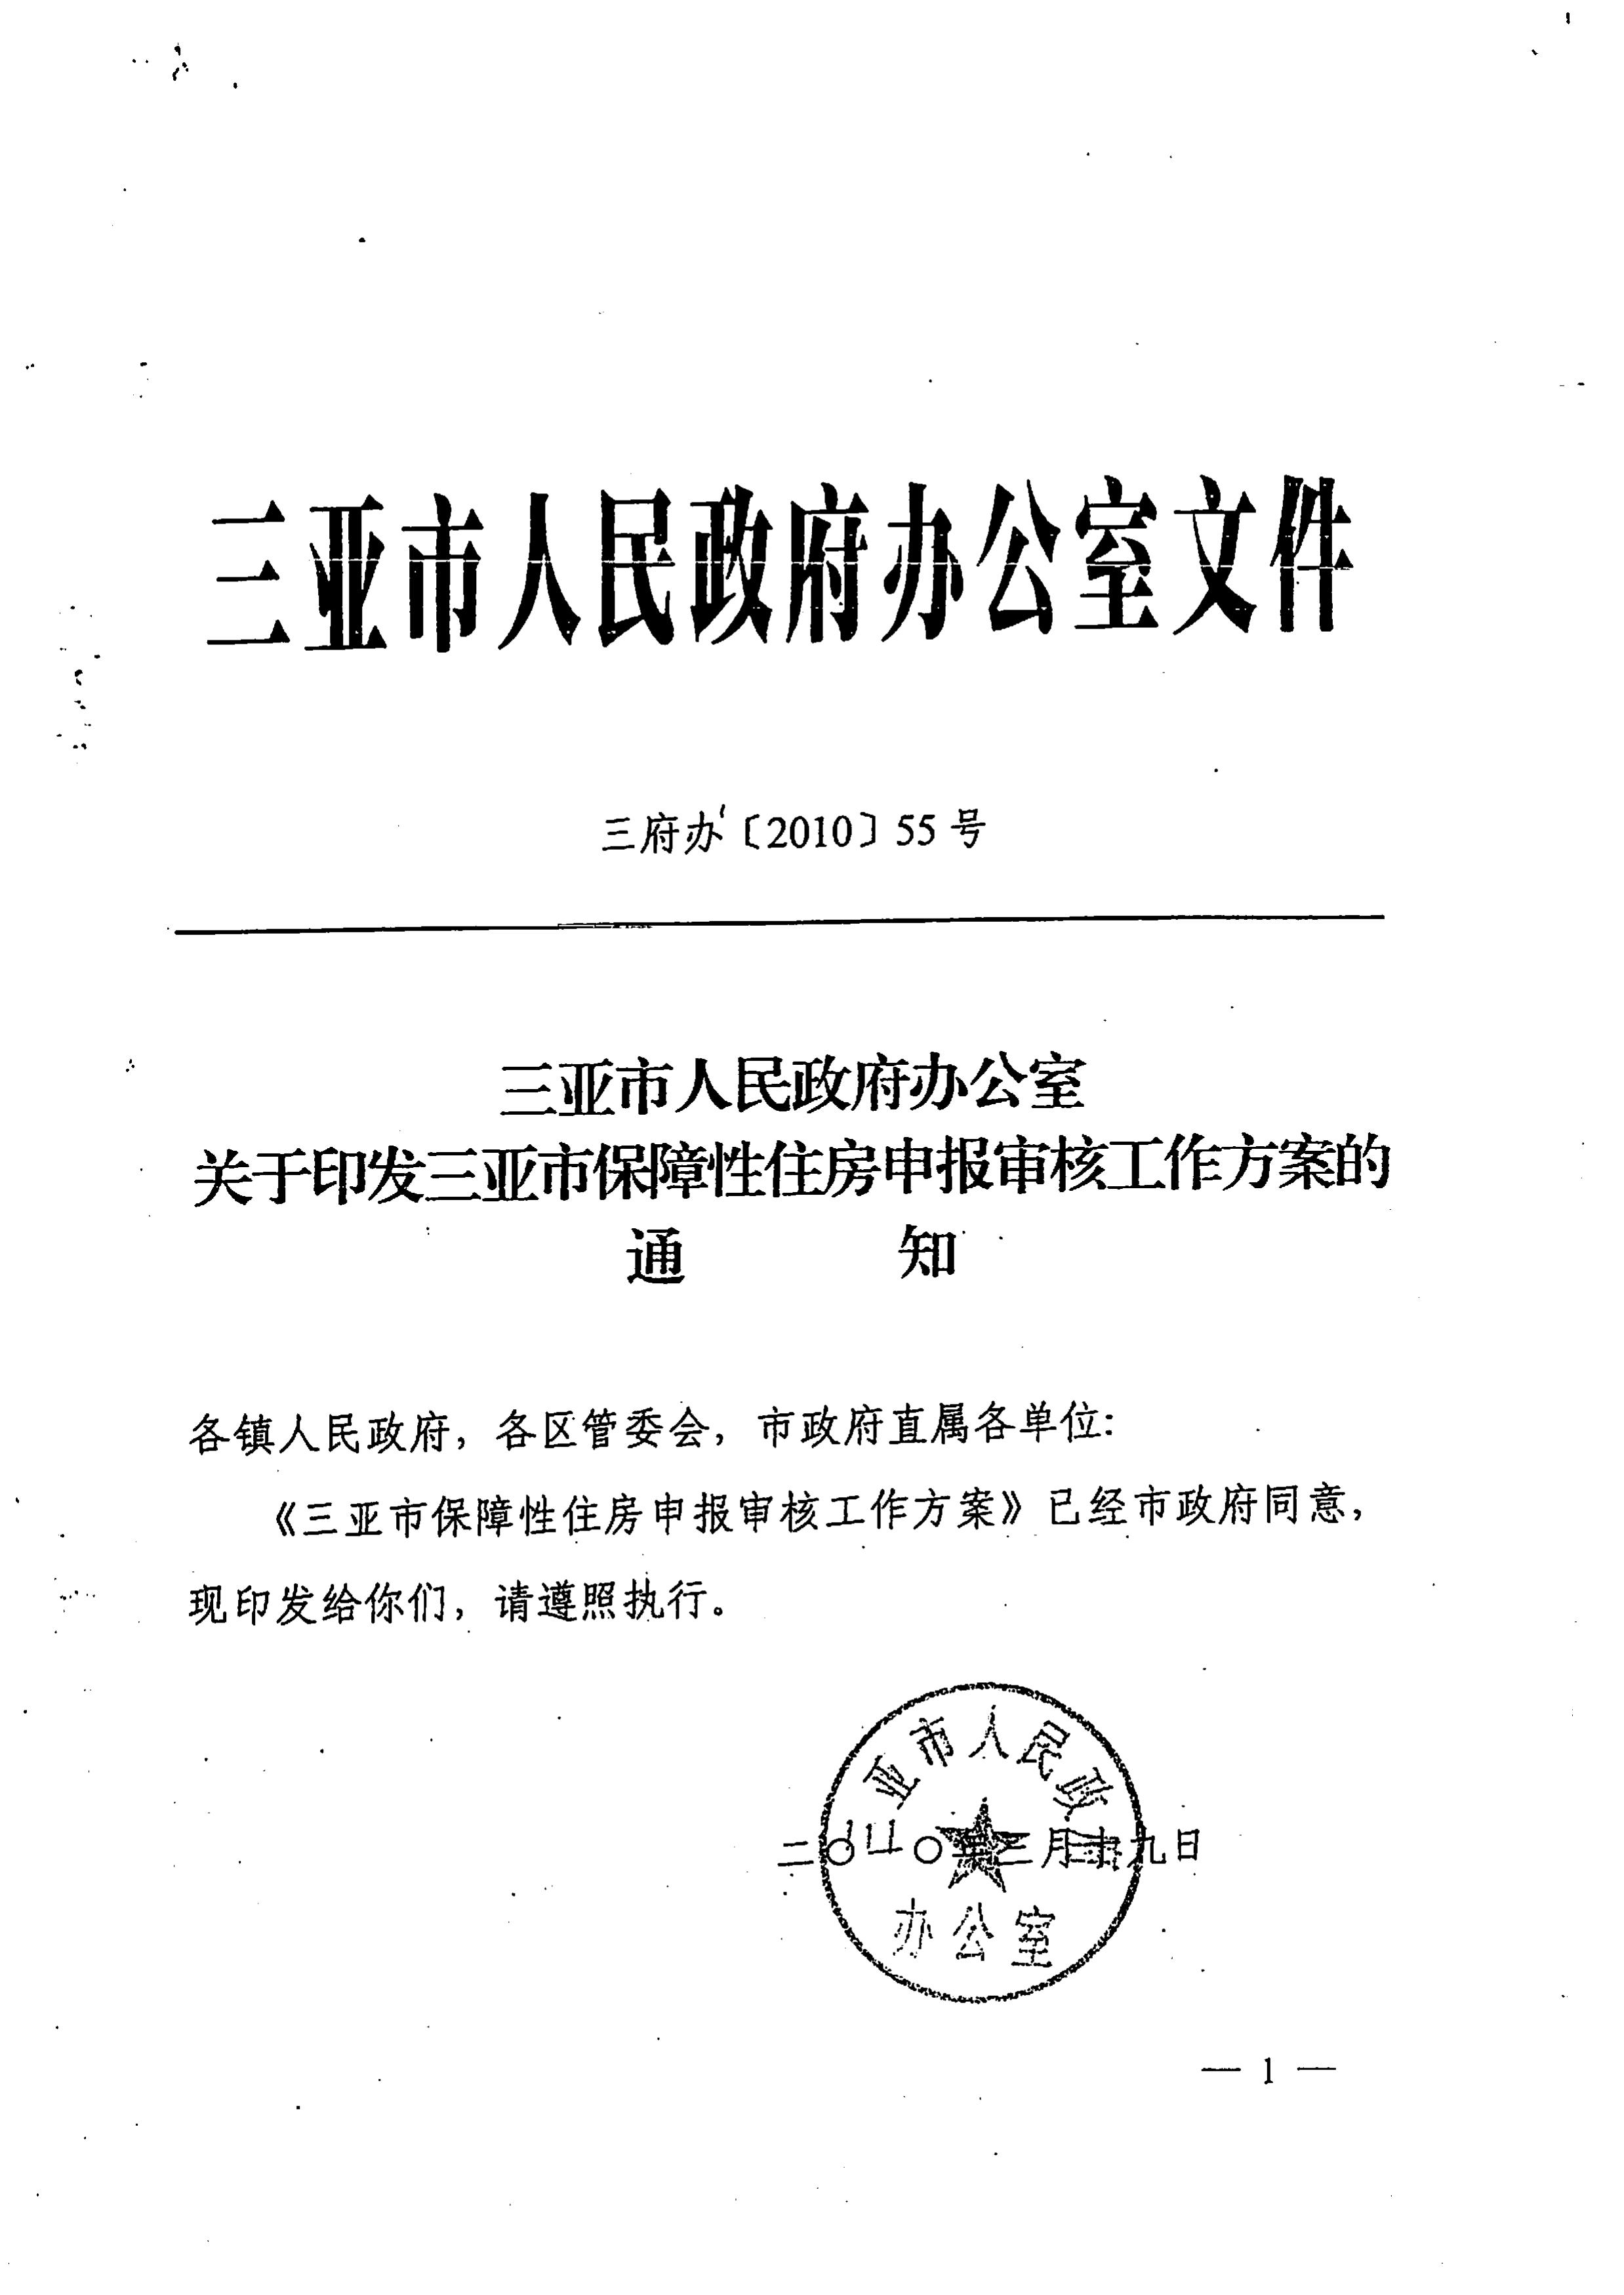 三亚市人民政府办公室文件
三府办〔2010〕55号
三亚市人民政府办公室
关于印发三亚市保障性住房申报审核工作方案的
通 知
各镇人民政府，各区管委会，市政府直属各单位：
《三亚市保障性住房申报审核工作方案》已经市政府同意，
现印发给你们，请遵照执行。
亚市人民政
二〇一〇年三月十九日
办公室
— 1 —